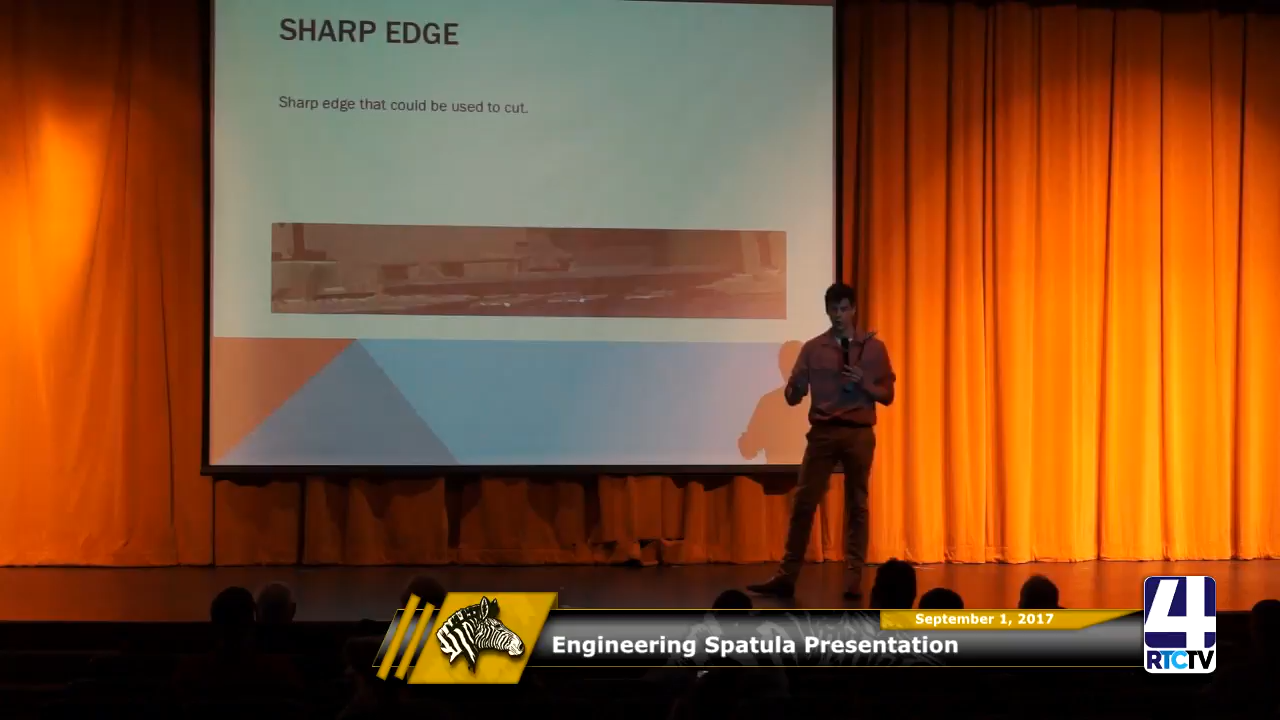 SHARP EDGE
Sharp edge that could be used to cut.
September 1, 2017
Engineering Spatula Presentation
4
RTCTV